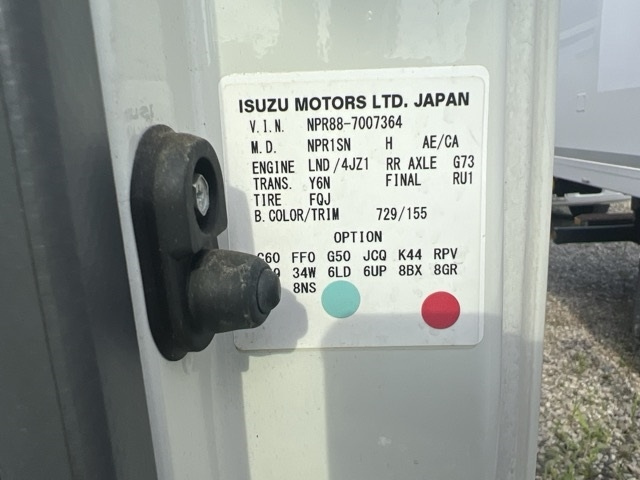 ISUZU MOTORS LTD. JAPAN
V.I.N. NPR88-7007364
M.D. NPR1SN H AE/CA
ENGINE LND/4JZ1 RR AXLE G73
TRANS. Y6N FINAL RU1
TIRE FQJ
B.COLOR/TRIM 729/155
OPTION
FF0 G50 JCQ K44 RPV
34W 6LD 6UP 8BX 8GR
8NS